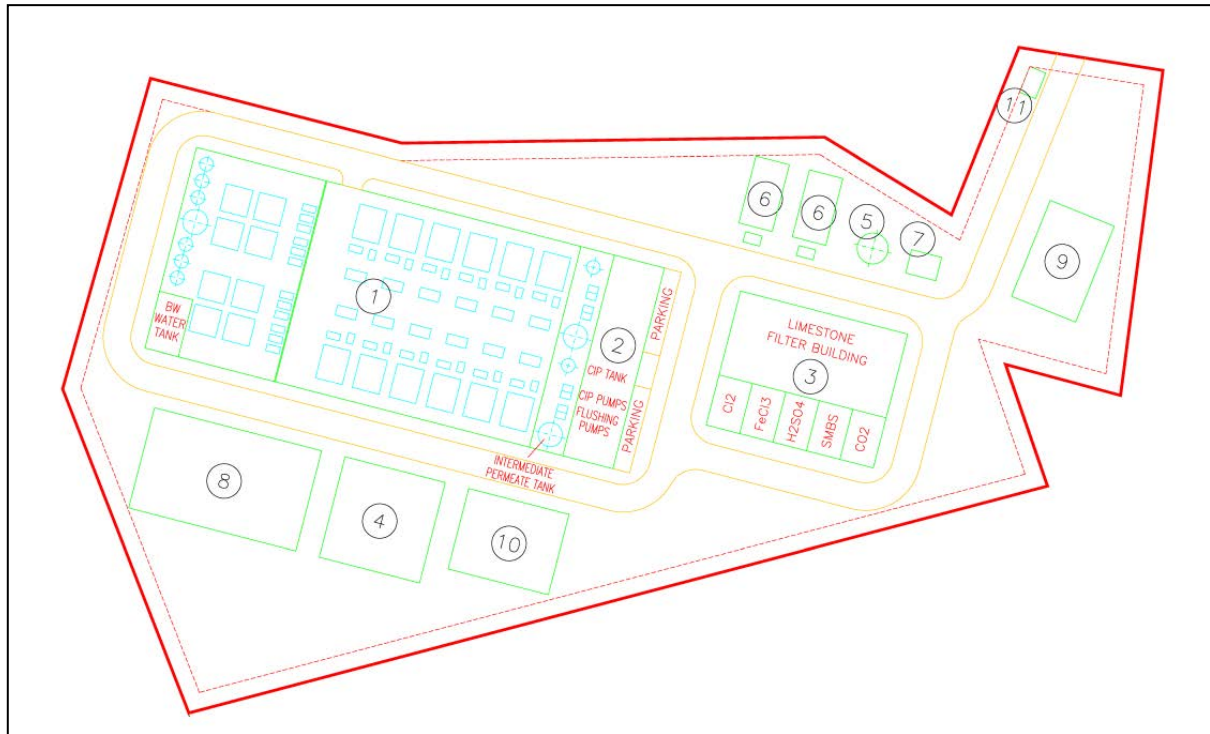 11
6
6
5
7
9
1
BW
WATER
TANK
2
CIP TANK
CIP PUMPS
FLUSHING
PUMPS
PARKING
PARKING
INTERMEDIATE
PERMEATE TANK
LIMESTONE
FILTER BUILDING
3
Cl2
FeCl3
H2SO4
SMBS
CO2
8
4
10